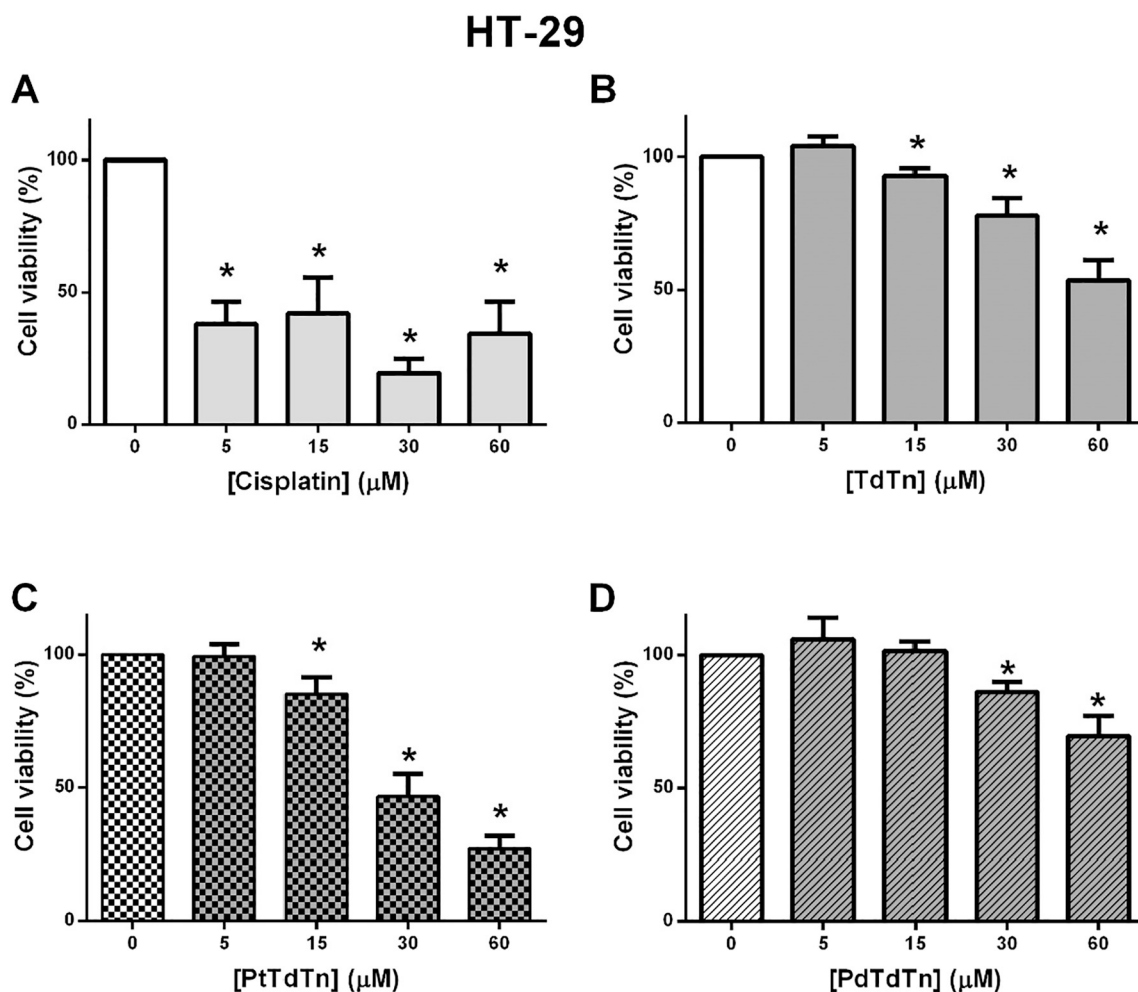 HT-29
A
Cell viability (%)
100
50
0
*
*
*
*
0 5 15 30 60
[Cisplatin] (μM)
B
Cell viability (%)
100
50
0
*
*
*
0 5 15 30 60
[TdTn] (μM)
C
Cell viability (%)
100
50
0
*
*
*
0 5 15 30 60
[PtTdTn] (μM)
D
Cell viability (%)
100
50
0
*
*
0 5 15 30 60
[PdTdTn] (μM)